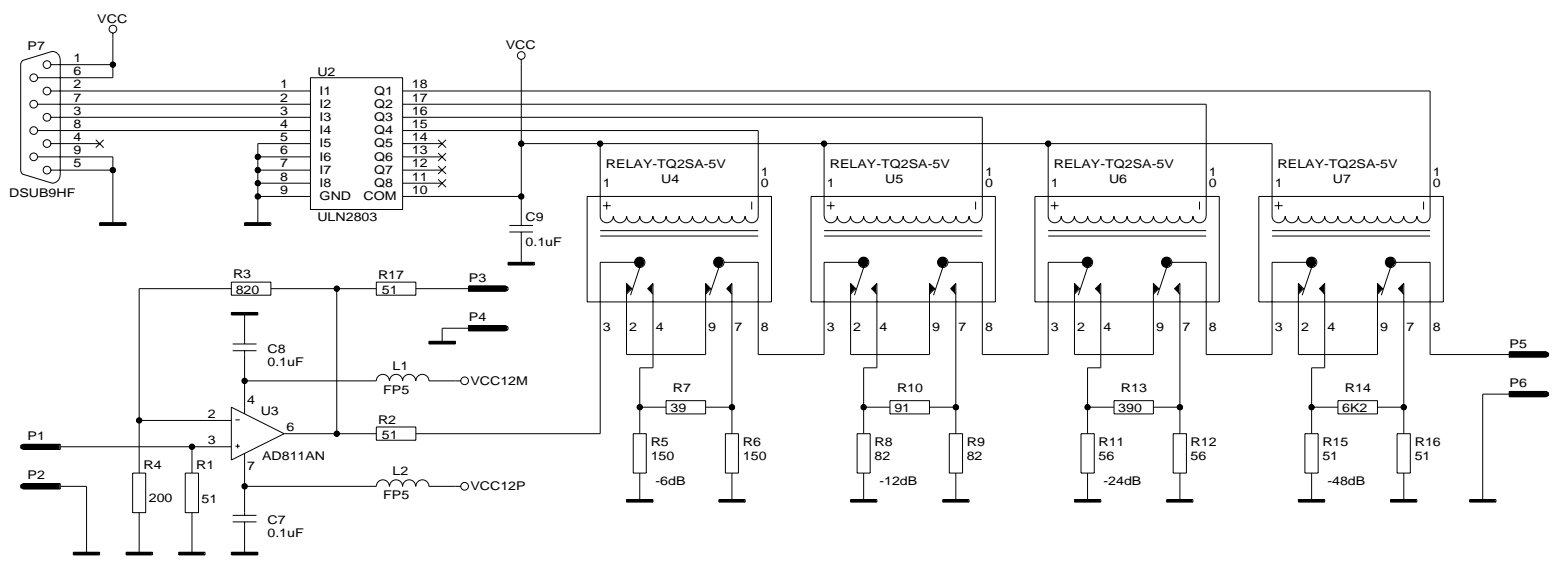 VCC
P7
1
6
2
7
3
8
4
9
5
DSUB9HF
U2
1 I1 Q1 18
2 I2 Q2 17
3 I3 Q3 16
4 I4 Q4 15
5 I5 Q5 14
6 I6 Q6 13
7 I7 Q7 12
8 I8 Q8 11
9 GND COM 10
ULN2803
VCC
C9
0.1uF
RELAY-TQ2SA-5V
U4
1 10
+ −
3 2 4 9 7 8
RELAY-TQ2SA-5V
U5
1 10
+ −
3 2 4 9 7 8
RELAY-TQ2SA-5V
U6
1 10
+ −
3 2 4 9 7 8
RELAY-TQ2SA-5V
U7
1 10
+ −
3 2 4 9 7 8
R3
820
R17
51
P3
P4
C8
0.1uF
L1
FP5
VCC12M
4
U3
2 −
3 +
6
7
AD811AN
R2
51
P1
P2
R4
200
R1
51
L2
FP5
VCC12P
C7
0.1uF
R7
39
R5
150
R6
150
-6dB
R10
91
R8
82
R9
82
-12dB
R13
390
R11
56
R12
56
-24dB
R14
6K2
R15
51
R16
51
-48dB
P5
P6